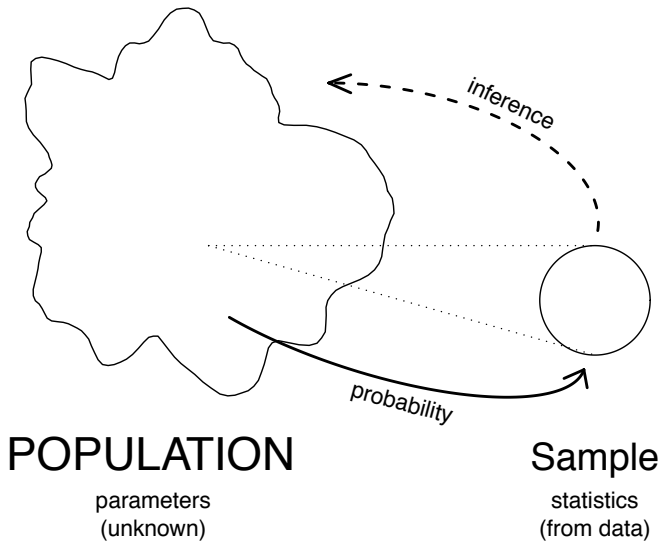 inference
probability
POPULATION
parameters
(unknown)
Sample
statistics
(from data)